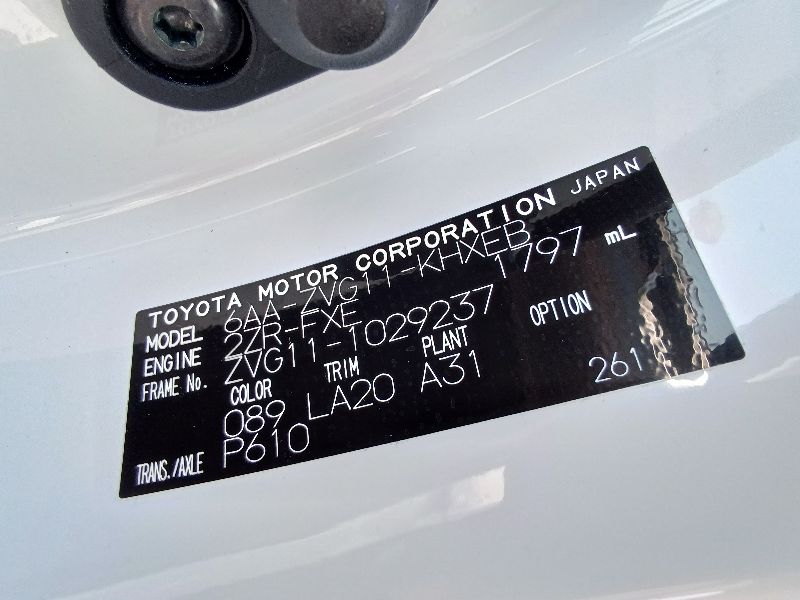 TOYOTA MOTOR CORPORATION JAPAN
MODEL 6AA-ZVG11-KHXEB
ENGINE 2ZR-FXE 1797 mL
FRAME No. ZVG11-1029237
COLOR TRIM PLANT OPTION
089 LA20 A31 261
TRANS./AXLE P610